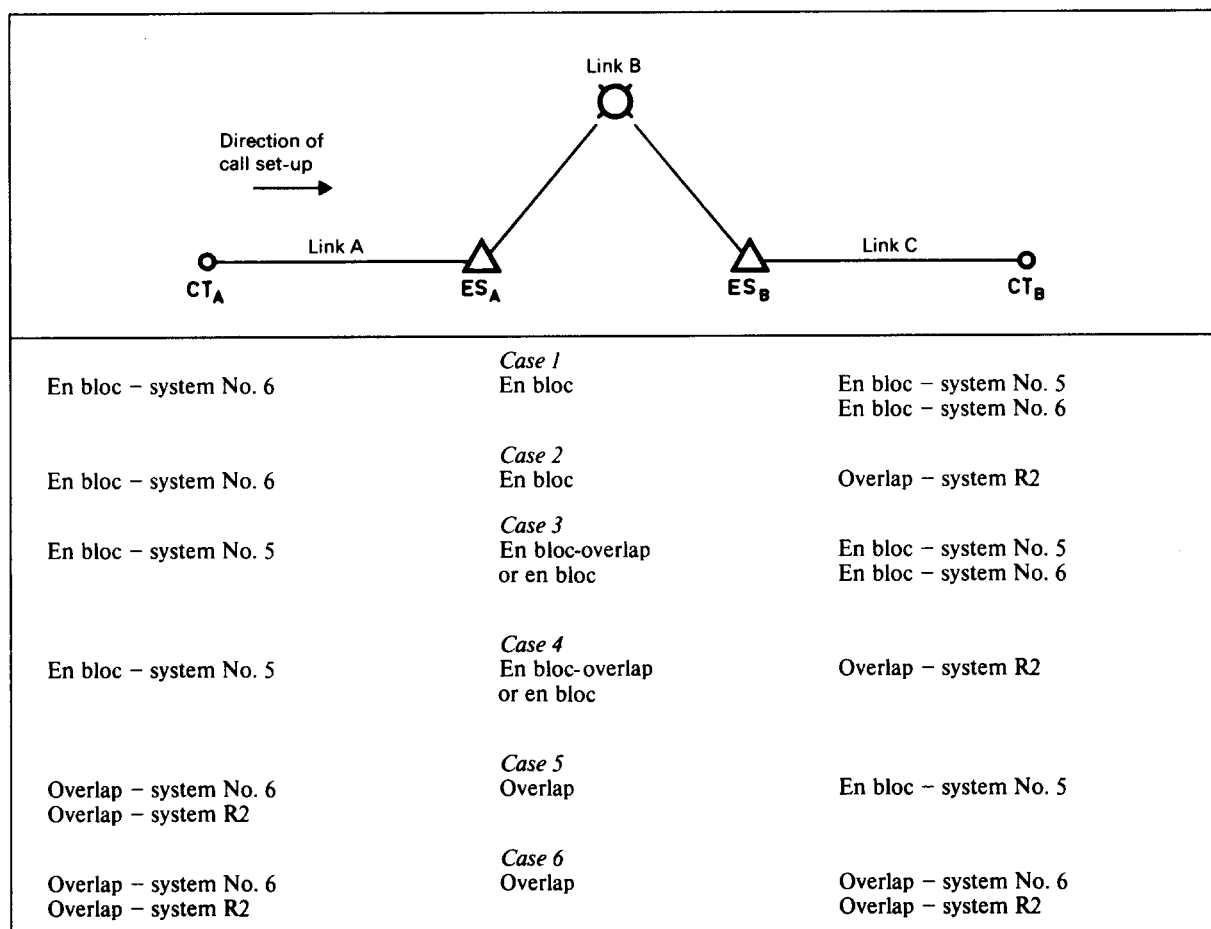 Link B
Direction of
call set-up
Link A
Link C
CT_A
ES_A
ES_B
CT_B
Case 1
En bloc – system No. 6
En bloc
En bloc – system No. 5
En bloc – system No. 6
Case 2
En bloc – system No. 6
En bloc
Overlap – system R2
Case 3
En bloc – system No. 5
En bloc-overlap
or en bloc
En bloc – system No. 5
En bloc – system No. 6
Case 4
En bloc – system No. 5
En bloc-overlap
or en bloc
Overlap – system R2
Case 5
Overlap – system No. 6
Overlap – system R2
Overlap
En bloc – system No. 5
Case 6
Overlap – system No. 6
Overlap – system R2
Overlap
Overlap – system No. 6
Overlap – system R2